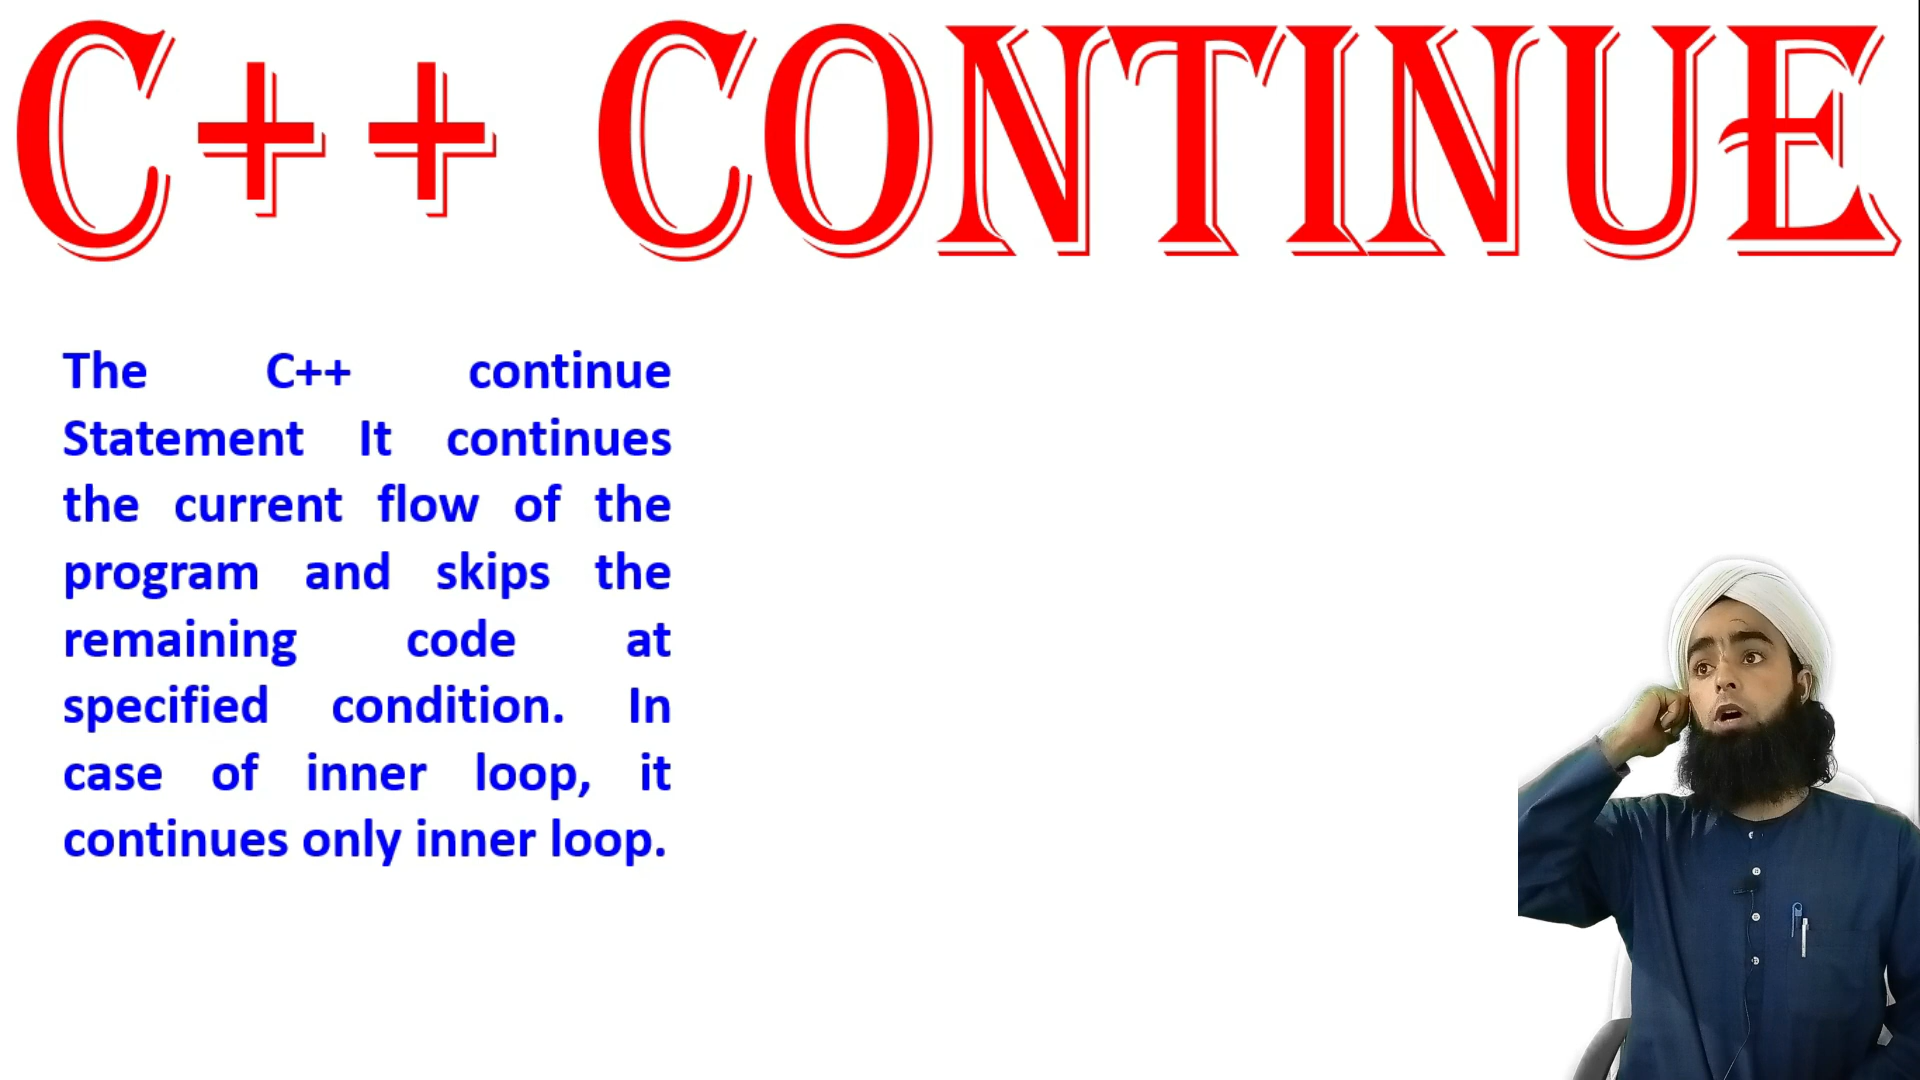 C++ CONTINUE
The C++ continue
Statement It continues
the current flow of the
program and skips the
remaining code at
specified condition. In
case of inner loop, it
continues only inner loop.